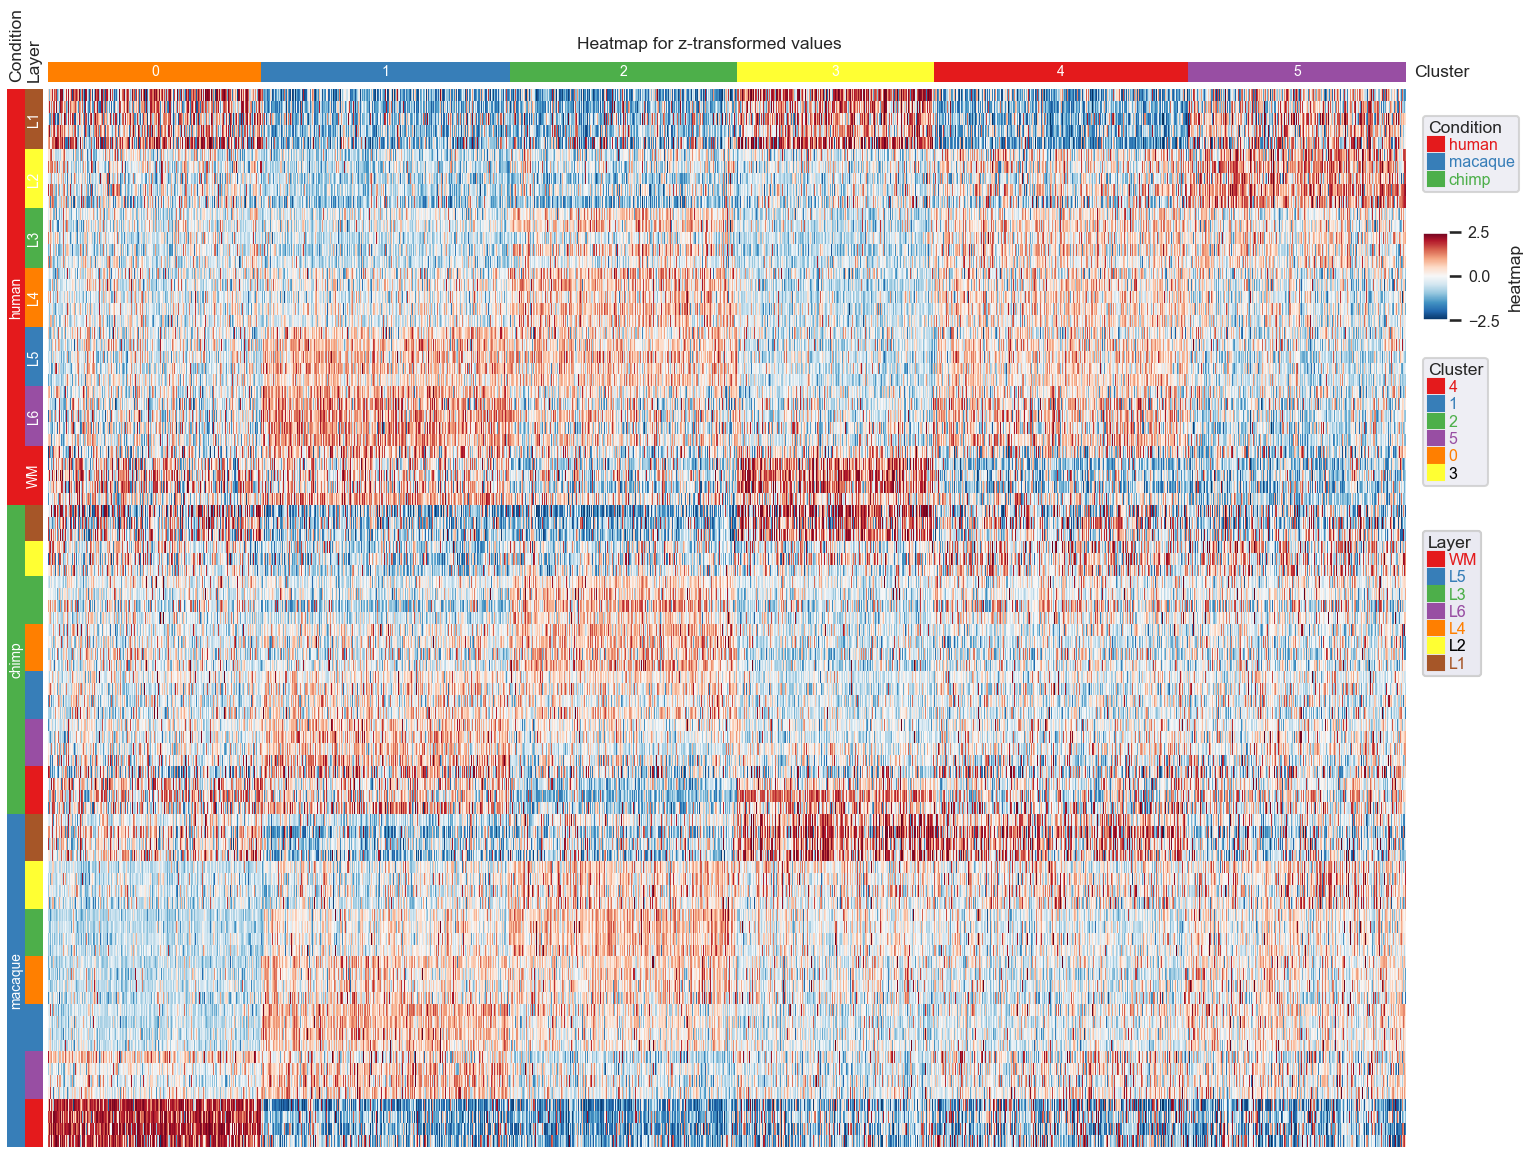 Condition
Layer
Heatmap for z-transformed values
0 1 2 3 4 5 Cluster
human
L1
L2
L3
L4
L5
L6
WM
chimp
macaque
Condition
human
macaque
chimp
2.5
0.0
−2.5
heatmap
Cluster
4
1
2
5
0
3
Layer
WM
L5
L3
L6
L4
L2
L1